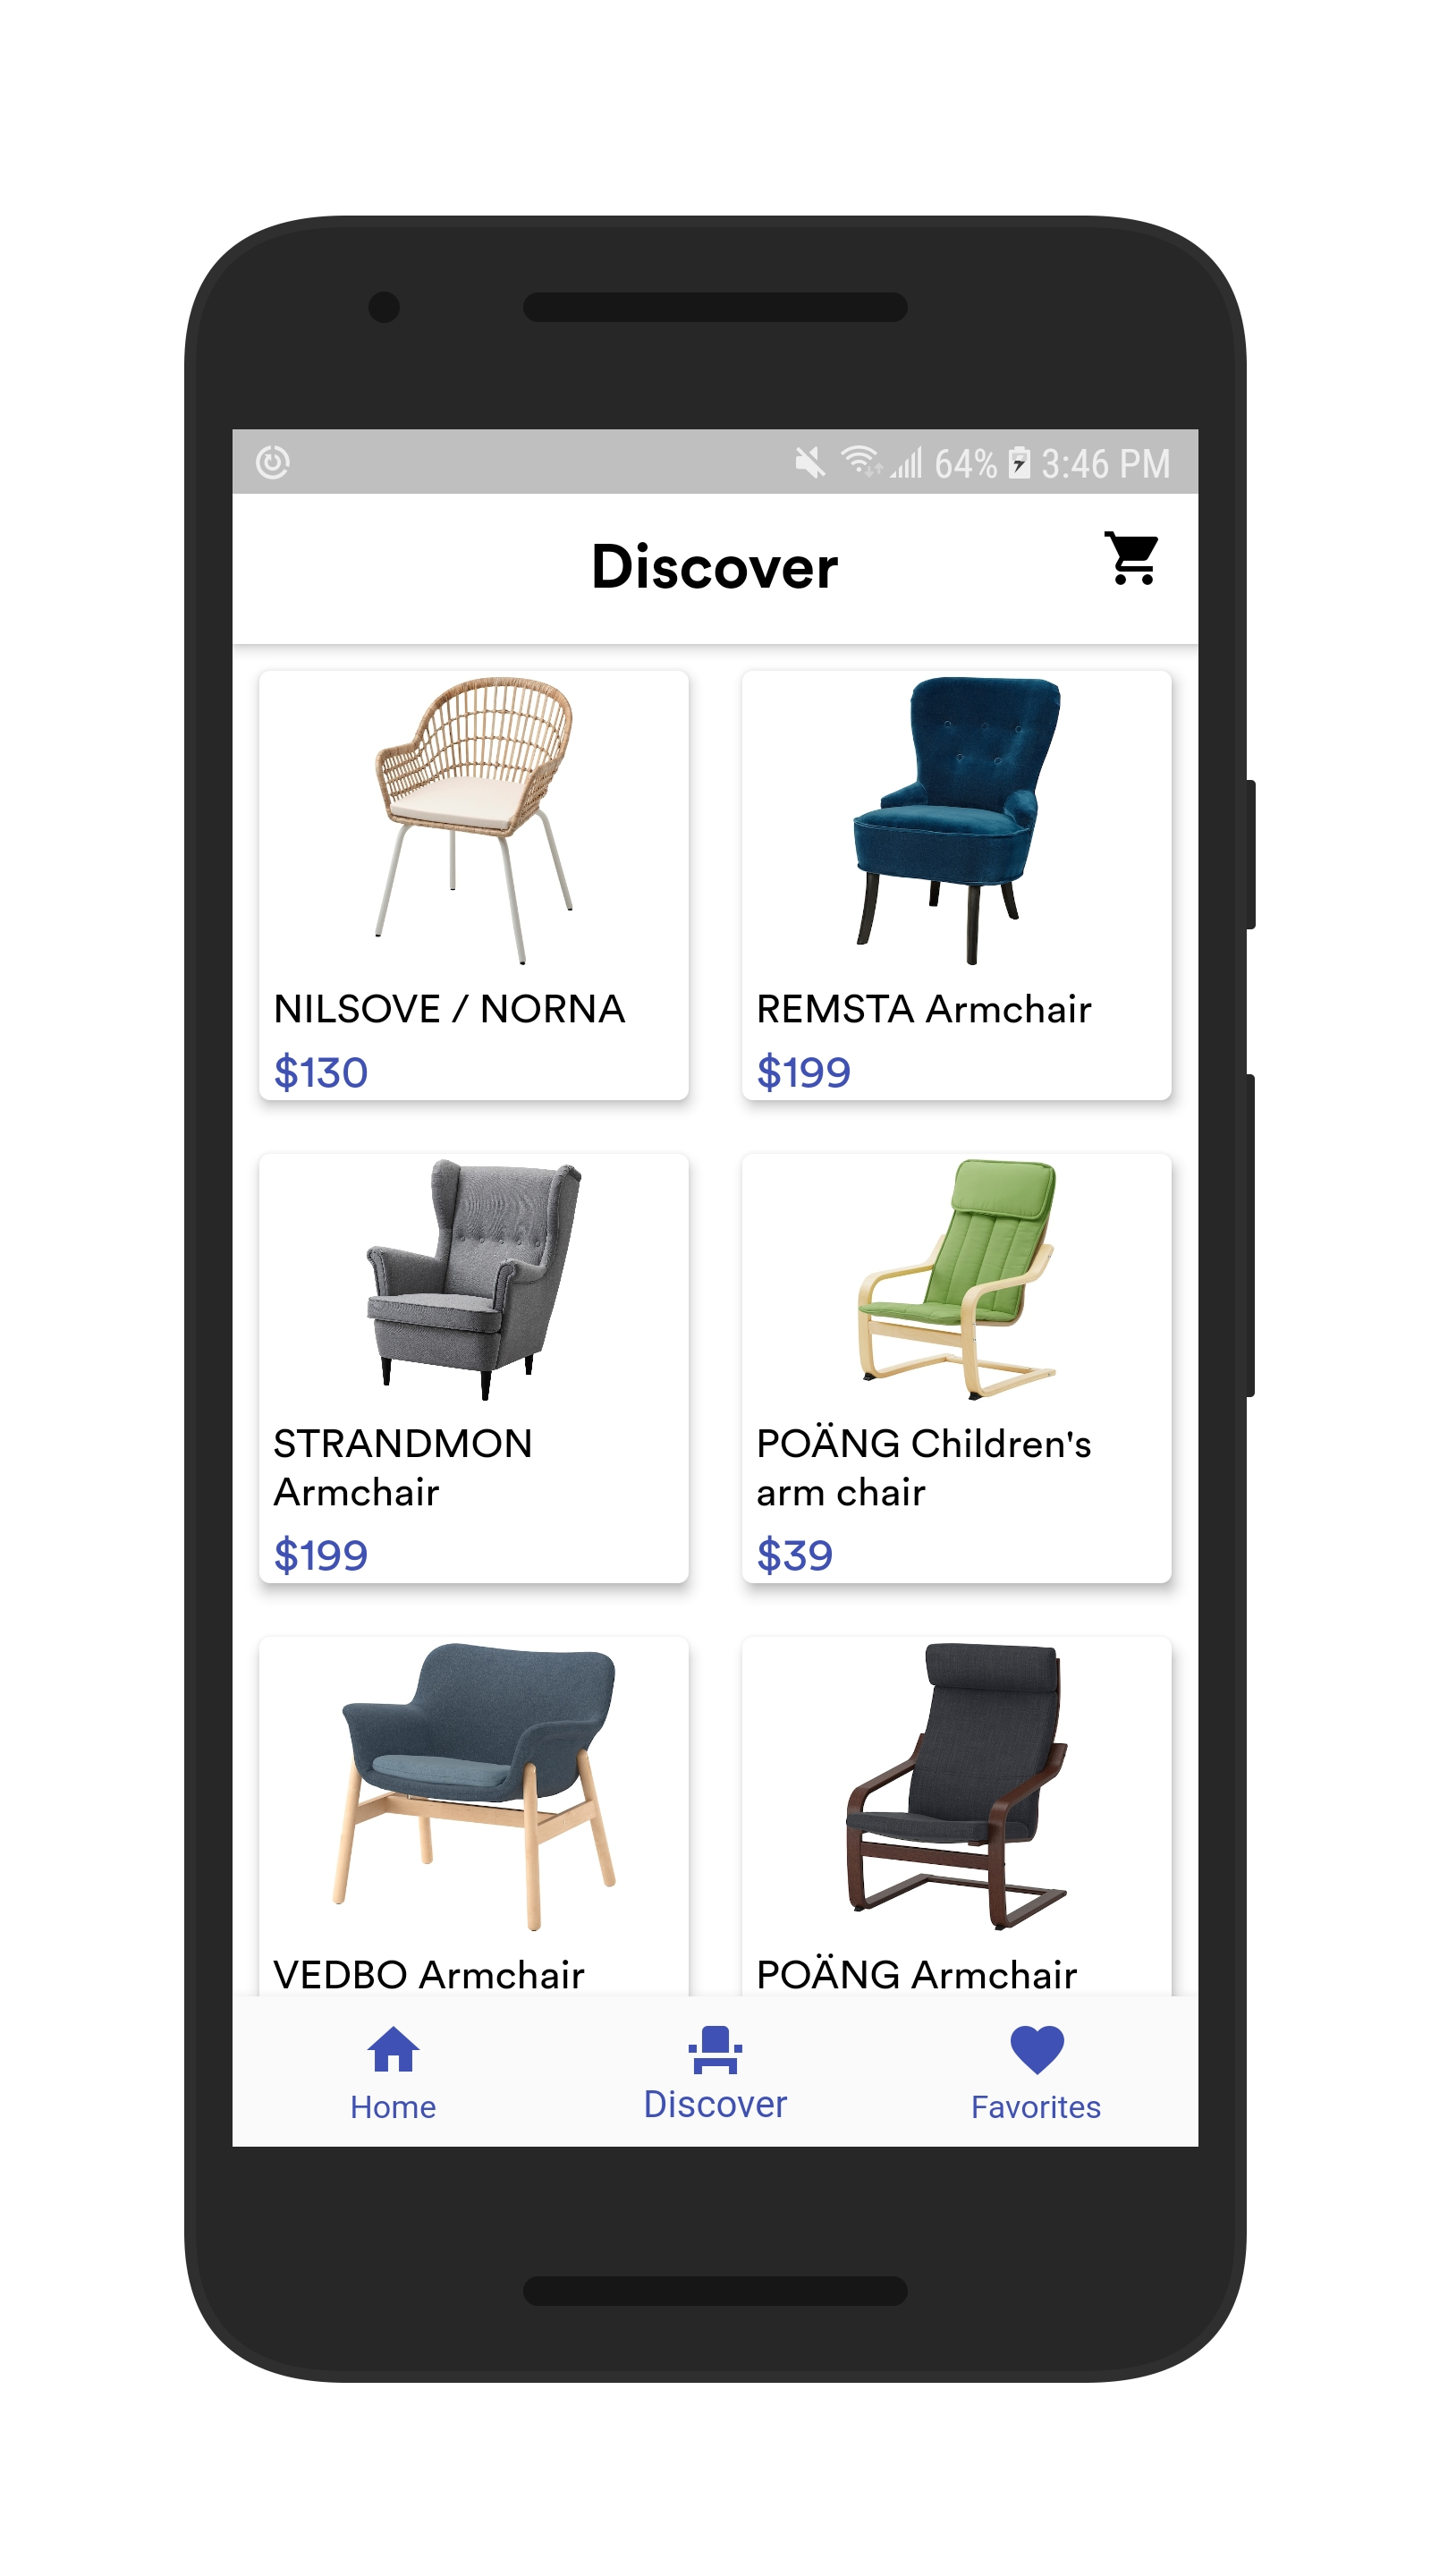 64% 3:46 PM
Discover
NILSOVE / NORNA
$130
REMSTA Armchair
$199
STRANDMON
Armchair
$199
POÄNG Children's
arm chair
$39
VEDBO Armchair
POÄNG Armchair
Home
Discover
Favorites